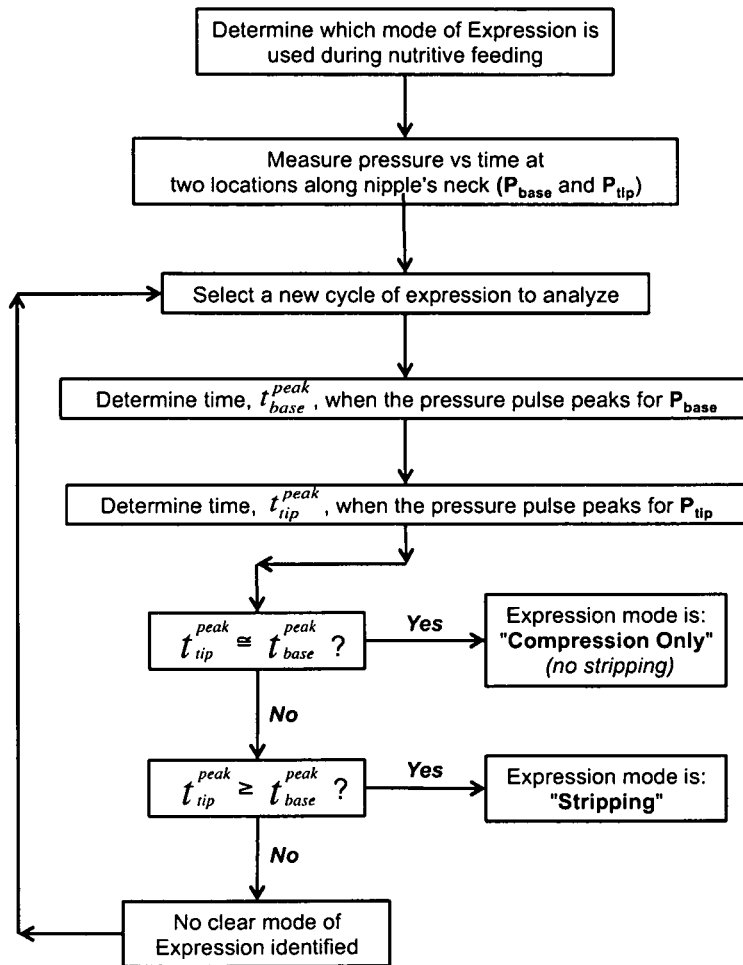 Determine which mode of Expression is
used during nutritive feeding
Measure pressure vs time at
two locations along nipple's neck (P_base and P_tip)
Select a new cycle of expression to analyze
Determine time, t_base^peak, when the pressure pulse peaks for P_base
Determine time, t_tip^peak, when the pressure pulse peaks for P_tip
t_tip^peak ≅ t_base^peak ?
Yes
Expression mode is:
"Compression Only"
(no stripping)
No
t_tip^peak ≥ t_base^peak ?
Yes
Expression mode is:
"Stripping"
No
No clear mode of
Expression identified